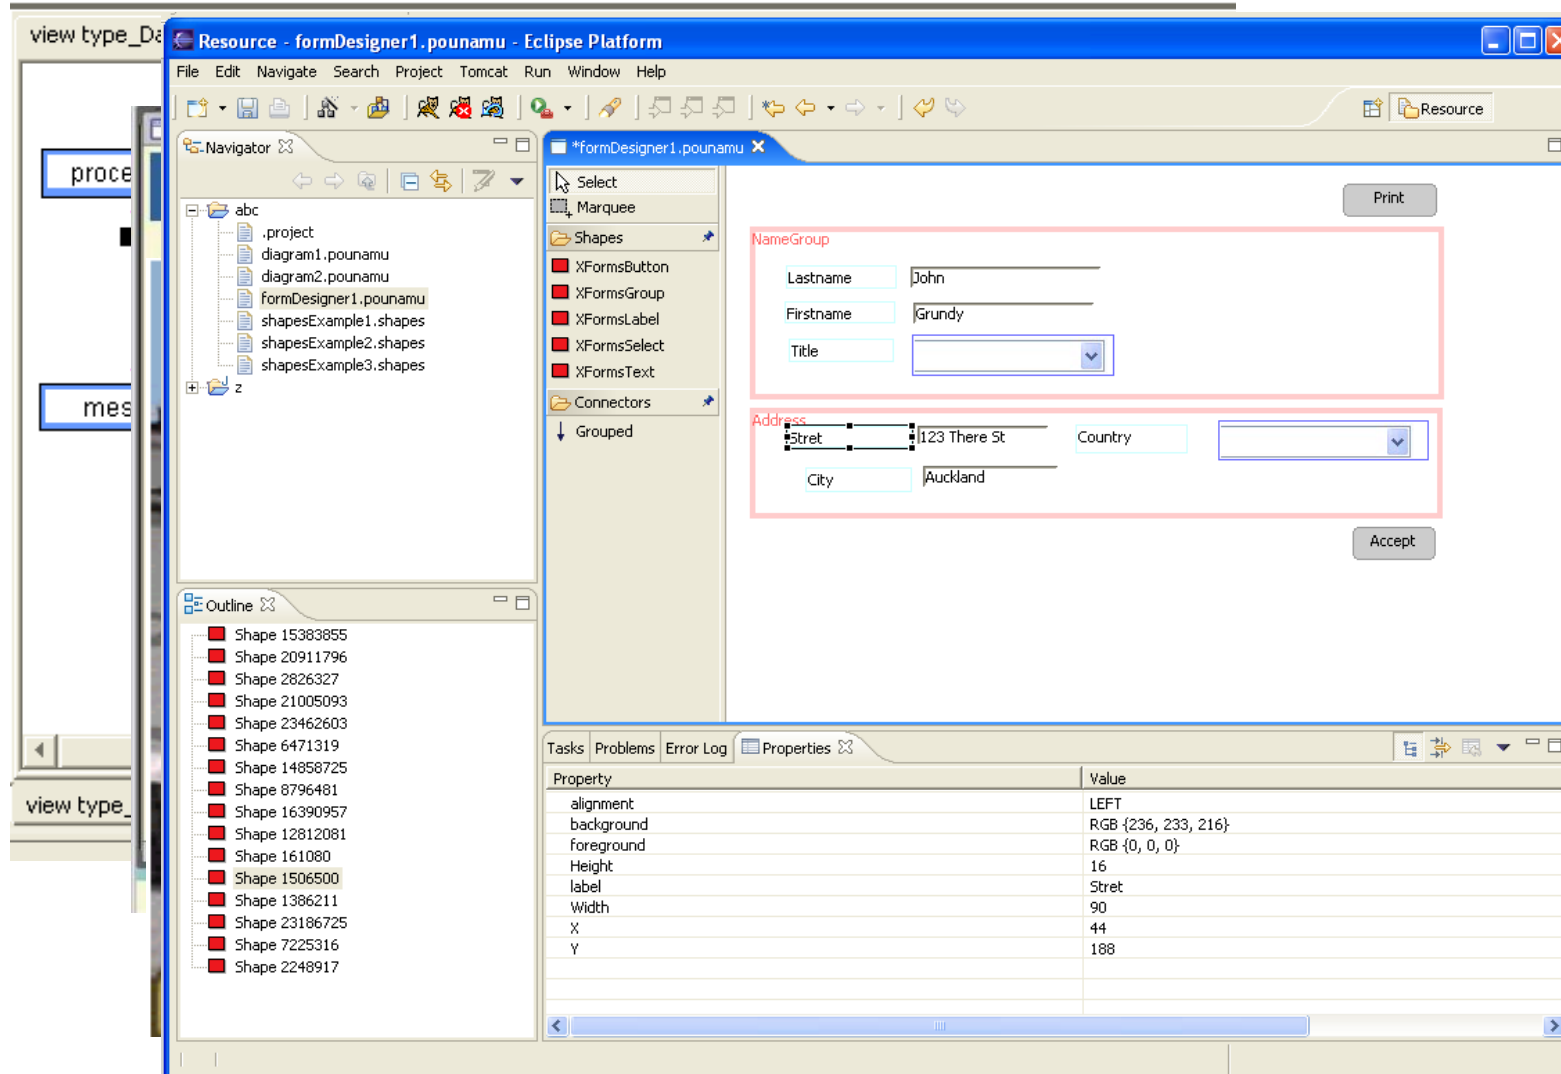 view type_Da
proce
mes
view type_
Resource - formDesigner1.pounamu - Eclipse Platform
File Edit Navigate Search Project Tomcat Run Window Help
Resource
Navigator
abc
.project
diagram1.pounamu
diagram2.pounamu
formDesigner1.pounamu
shapesExample1.shapes
shapesExample2.shapes
shapesExample3.shapes
z
Outline
Shape 15383855
Shape 20911796
Shape 2826327
Shape 21005093
Shape 23462603
Shape 6471319
Shape 14858725
Shape 8796481
Shape 16390957
Shape 12812081
Shape 161080
Shape 1506500
Shape 1386211
Shape 23186725
Shape 7225316
Shape 2248917
*formDesigner1.pounamu
Select
Marquee
Shapes
XFormsButton
XFormsGroup
XFormsLabel
XFormsSelect
XFormsText
Connectors
Grouped
Print
NameGroup
Lastname John
Firstname Grundy
Title
Address
Stret 123 There St Country
City Auckland
Accept
Tasks Problems Error Log Properties
Property Value
alignment LEFT
background RGB {236, 233, 216}
foreground RGB {0, 0, 0}
Height 16
label Stret
Width 90
X 44
Y 188